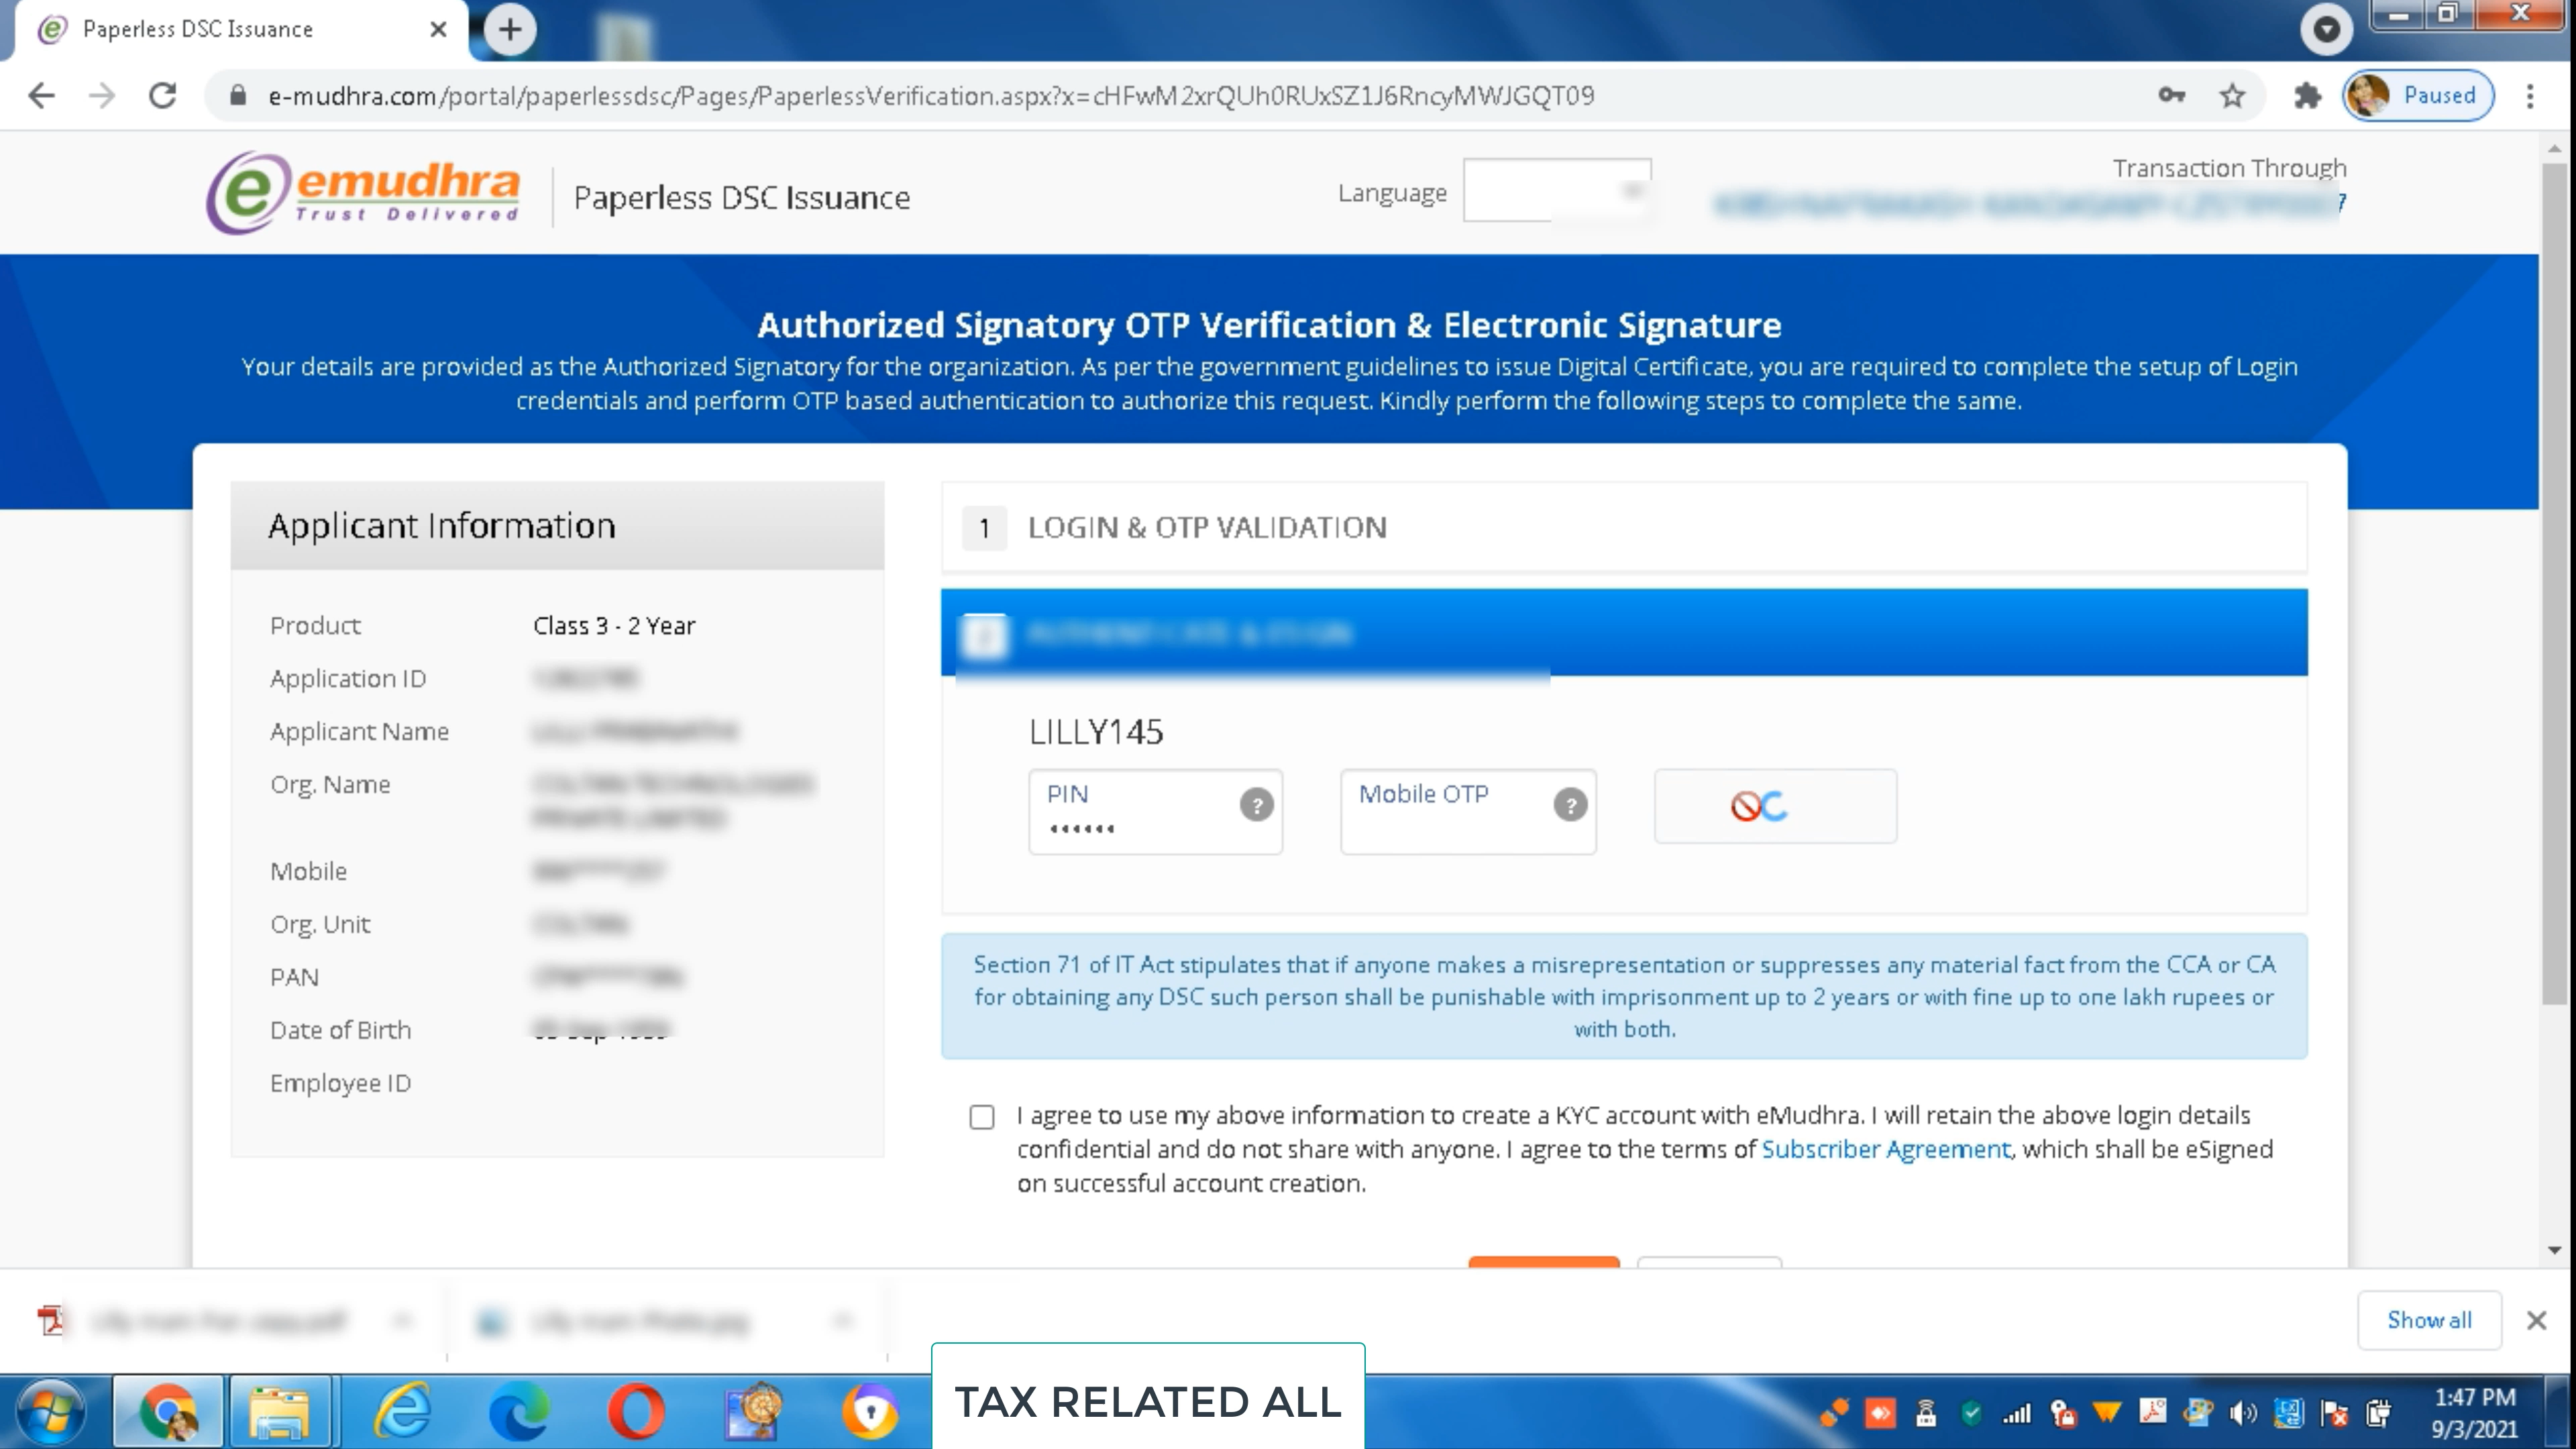 Paperless DSC Issuance
e-mudhra.com/portal/paperlessdsc/Pages/PaperlessVerification.aspx?x=cHFwM2xrQUh0RUxSZ1J6RncyMWJGQT09
Paused
emudhra
Trust Delivered
Paperless DSC Issuance
Language
Transaction Through
7
Authorized Signatory OTP Verification & Electronic Signature
Your details are provided as the Authorized Signatory for the organization. As per the government guidelines to issue Digital Certificate, you are required to complete the setup of Login
credentials and perform OTP based authentication to authorize this request. Kindly perform the following steps to complete the same.
Applicant Information
Product Class 3 - 2 Year
Application ID
Applicant Name
Org. Name
Mobile
Org. Unit
PAN
Date of Birth
Employee ID
1 LOGIN & OTP VALIDATION
LILLY145
PIN ?
Mobile OTP ?
Section 71 of IT Act stipulates that if anyone makes a misrepresentation or suppresses any material fact from the CCA or CA
for obtaining any DSC such person shall be punishable with imprisonment up to 2 years or with fine up to one lakh rupees or
with both.
I agree to use my above information to create a KYC account with eMudhra. I will retain the above login details
confidential and do not share with anyone. I agree to the terms of Subscriber Agreement, which shall be eSigned
on successful account creation.
Show all
TAX RELATED ALL
1:47 PM
9/3/2021